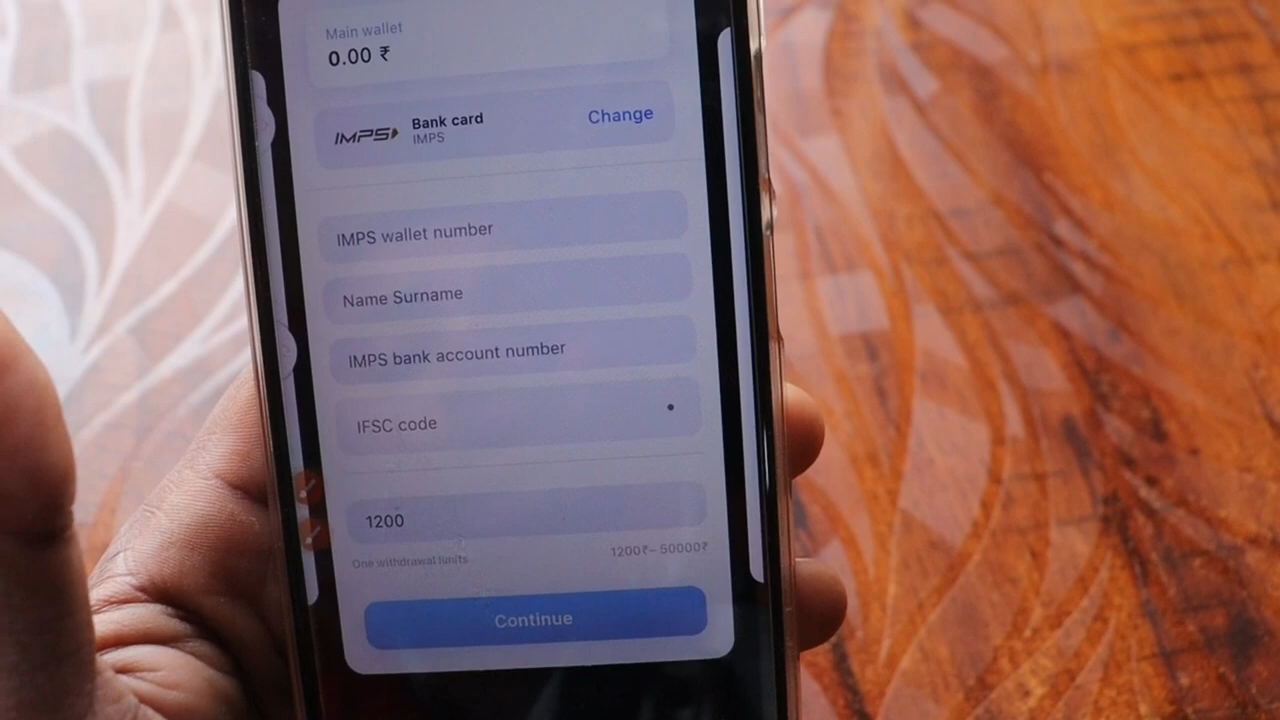 Main wallet
0.00 ₹
IMPS
Bank card
IMPS
Change
IMPS wallet number
Name Surname
IMPS bank account number
IFSC code
1200
One withdrawal limits
1200₹– 50000₹
Continue